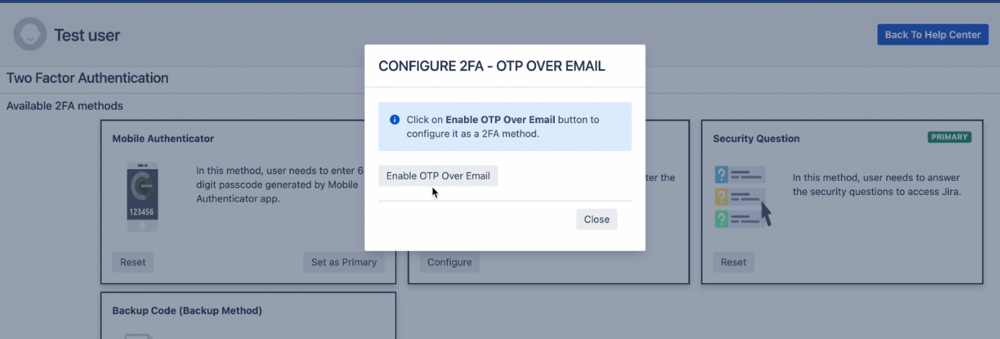 Test user
Back To Help Center
Two Factor Authentication
Available 2FA methods
CONFIGURE 2FA - OTP OVER EMAIL
Click on Enable OTP Over Email button to
configure it as a 2FA method.
Enable OTP Over Email
Close
Mobile Authenticator
123456
In this method, user needs to enter 6
digit passcode generated by Mobile
Authenticator app.
Reset
Set as Primary
the
Configure
Security Question
PRIMARY
?
?
?
In this method, user needs to answer
the security questions to access Jira.
Reset
Backup Code (Backup Method)